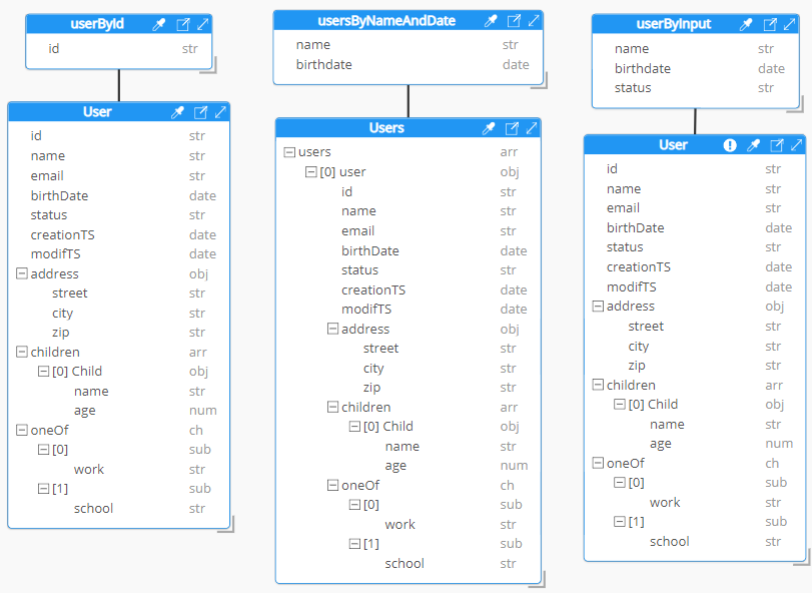 userById
id str
User
id str
name str
email str
birthDate date
status str
creationTS date
modifTS date
address obj
street str
city str
zip str
children arr
[0] Child obj
name str
age num
oneOf ch
[0] sub
work str
[1] sub
school str
usersByNameAndDate
name str
birthdate date
Users
users arr
[0] user obj
id str
name str
email str
birthDate date
status str
creationTS date
modifTS date
address obj
street str
city str
zip str
children arr
[0] Child obj
name str
age num
oneOf ch
[0] sub
work str
[1] sub
school str
userByInput
name str
birthdate date
status str
User
id str
name str
email str
birthDate date
status str
creationTS date
modifTS date
address obj
street str
city str
zip str
children arr
[0] Child obj
name str
age num
oneOf ch
[0] sub
work str
[1] sub
school str